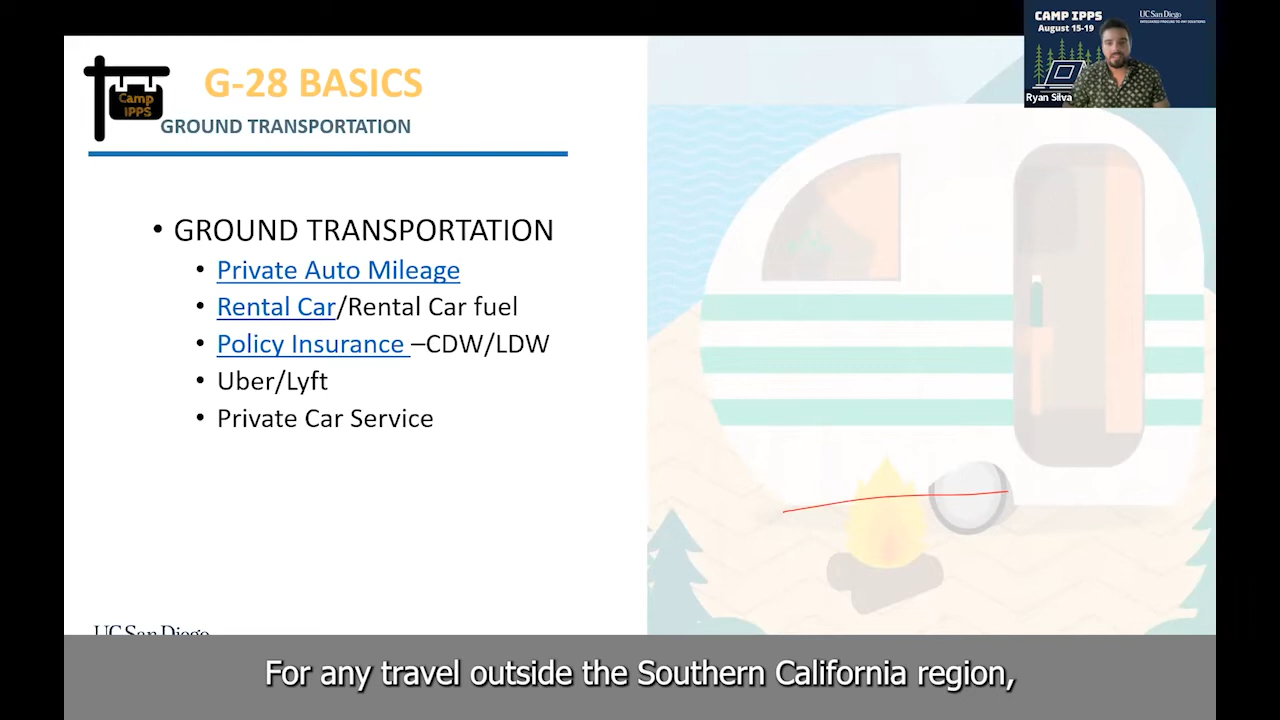 CAMP IPPS
August 15-19
UC San Diego
Ryan Silva
Camp
IPPS
G-28 BASICS
GROUND TRANSPORTATION
• GROUND TRANSPORTATION
• Private Auto Mileage
• Rental Car/Rental Car fuel
• Policy Insurance –CDW/LDW
• Uber/Lyft
• Private Car Service
UC San Diego
For any travel outside the Southern California region,